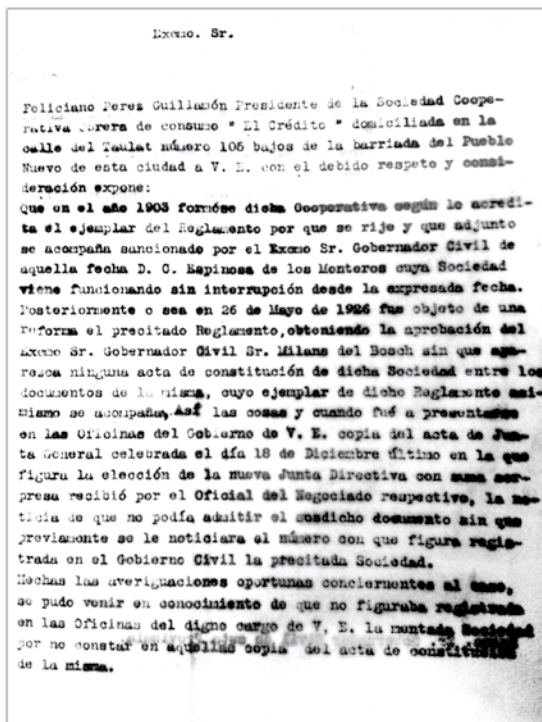 Excmo. Sr.
Feliciano Perez Guillamón Presidente de la Sociedad Coope-
rativa obrera de consumo " El Crédito " domiciliada en la
calle del Taulat número 105 bajos de la barriada del Pueblo
Nuevo de esta ciudad a V. E. con el debido respeto y consi-
deración expone:
Que en el año 1903 formóse dicha Cooperativa según lo acredi-
ta el ejemplar del Reglamento por que se rije y que adjunto
se acompaña sancionado por el Excmo Sr. Gobernador Civil de
aquella fecha D. C. Espinosa de los Monteros cuya Sociedad
viene funcionando sin interrupción desde la expresada fecha.
Posteriormente o sea en 26 de Mayo de 1926 fue objeto de una
reforma el precitado Reglamento, obteniendo la aprobación del
Excmo Sr. Gobernador Civil Sr. Milans del Bosch sin que apa-
rezca ninguna acta de constitución de dicha Sociedad entre los
documentos de la misma, cuyo ejemplar de dicho Reglamento asi-
mismo se acompaña, Así las cosas y cuando fué a presentarse
en las Oficinas del Gobierno de V. E. copia del acta de Jun-
ta General celebrada el día 18 de Diciembre último en la que
figura la elección de la nueva Junta Directiva con suma sor-
presa recibió por el Oficial del Negociado respectivo, la no-
ticia de que no podía admitir el susdicho documento sin que
previamente se le noticiara el número con que figura regis-
trada en el Gobierno Civil la precitada Sociedad.
Hechas las averiguaciones oportunas conciernentes al caso,
se pudo venir en conocimiento de que no figuraba registrada
en las Oficinas del digno cargo de V. E. la mentada Sociedad
por no constar en aquellas copia del acta de constitución
de la misma.